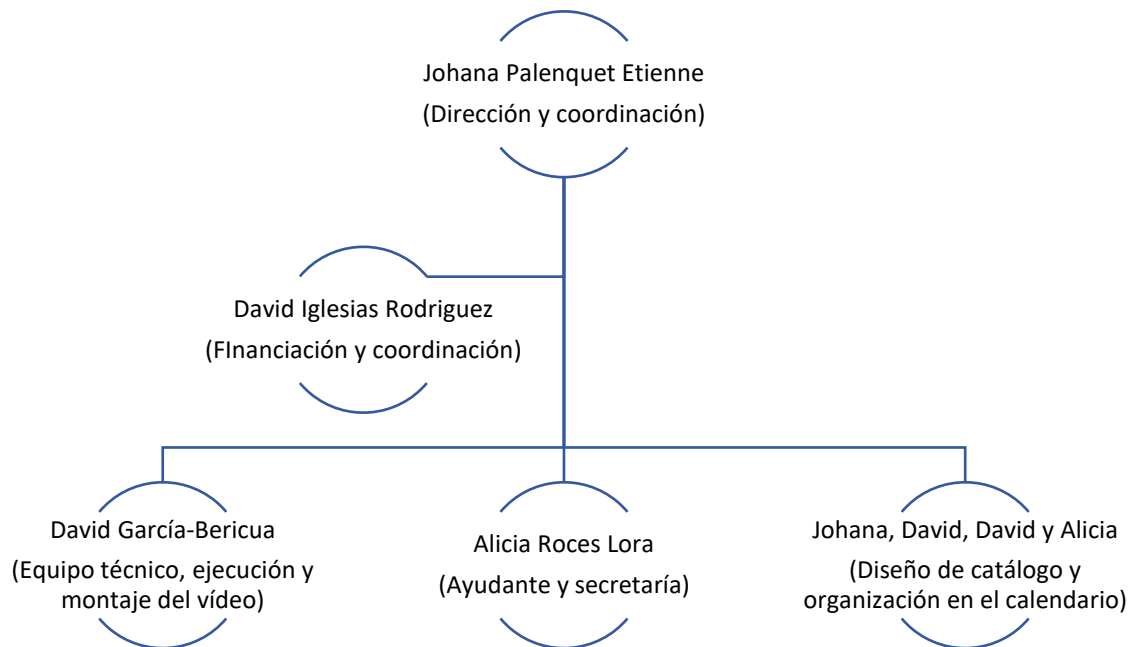 Johana Palenquet Etienne
(Dirección y coordinación)
David Iglesias Rodriguez
(FInanciación y coordinación)
David García-Bericua
(Equipo técnico, ejecución y
montaje del vídeo)
Alicia Roces Lora
(Ayudante y secretaría)
Johana, David, David y Alicia
(Diseño de catálogo y
organización en el calendario)